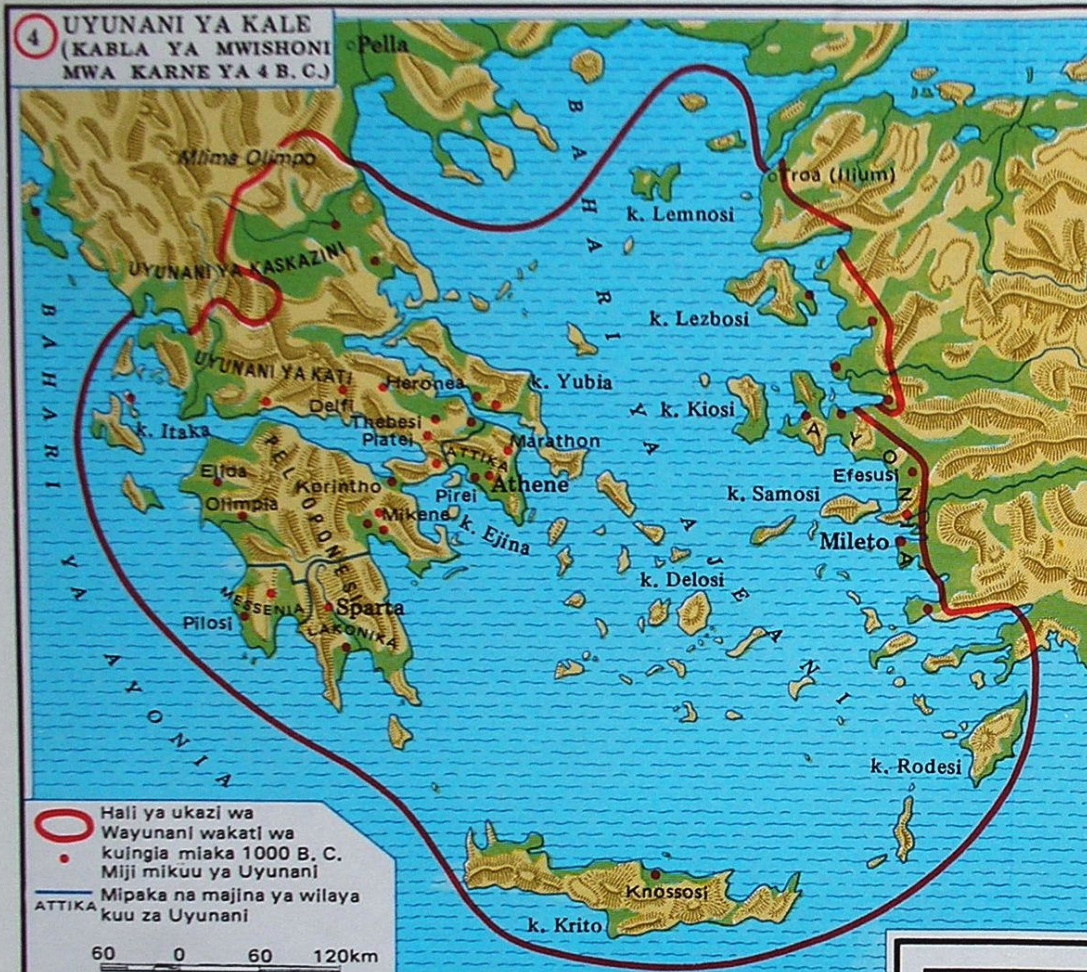 4
UYUNANI YA KALE
(KABLA YA MWISHONI
MWA KARNE YA 4 B. C.)
Pella
Mlima Olimpo
Troa (Ilium)
k. Lemnosi
UYUNANI YA KASKAZINI
k. Lezbosi
UYUNANI YA KATI
Heronea
k. Yubia
Delfi
k. Kiosi
Thebesi
k. Itaka
Platei
Marathon
ATTIKA
AYONIA
Elida
Efesusi
Korintho
Pirei
Athene
k. Samosi
Olimpia
Mikene
k. Ejina
Mileto
PELOPONESI
k. Delosi
MESSENIA
Sparta
Pilosi
LAKONIKA
BAHARI YA AJEANI
BAHARI YA AYONIA
k. Rodesi
Knossosi
k. Krito
Hali ya ukazi wa
Wayunani wakati wa
kuingia miaka 1000 B. C.
Miji mikuu ya Uyunani
ATTIKA Mipaka na majina ya wilaya
kuu za Uyunani
60 0 60 120km